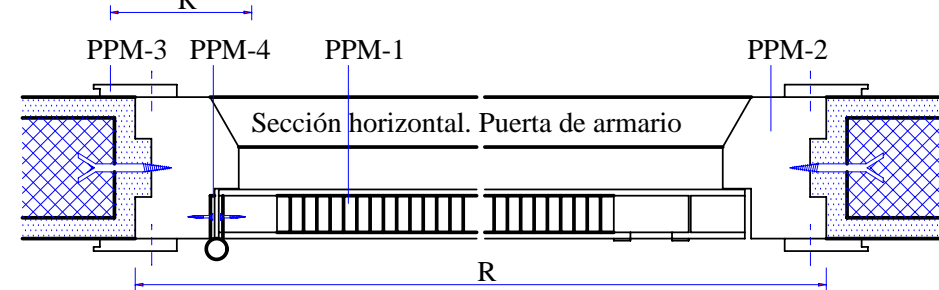 K
PPM-3 PPM-4 PPM-1 PPM-2
Sección horizontal. Puerta de armario
R